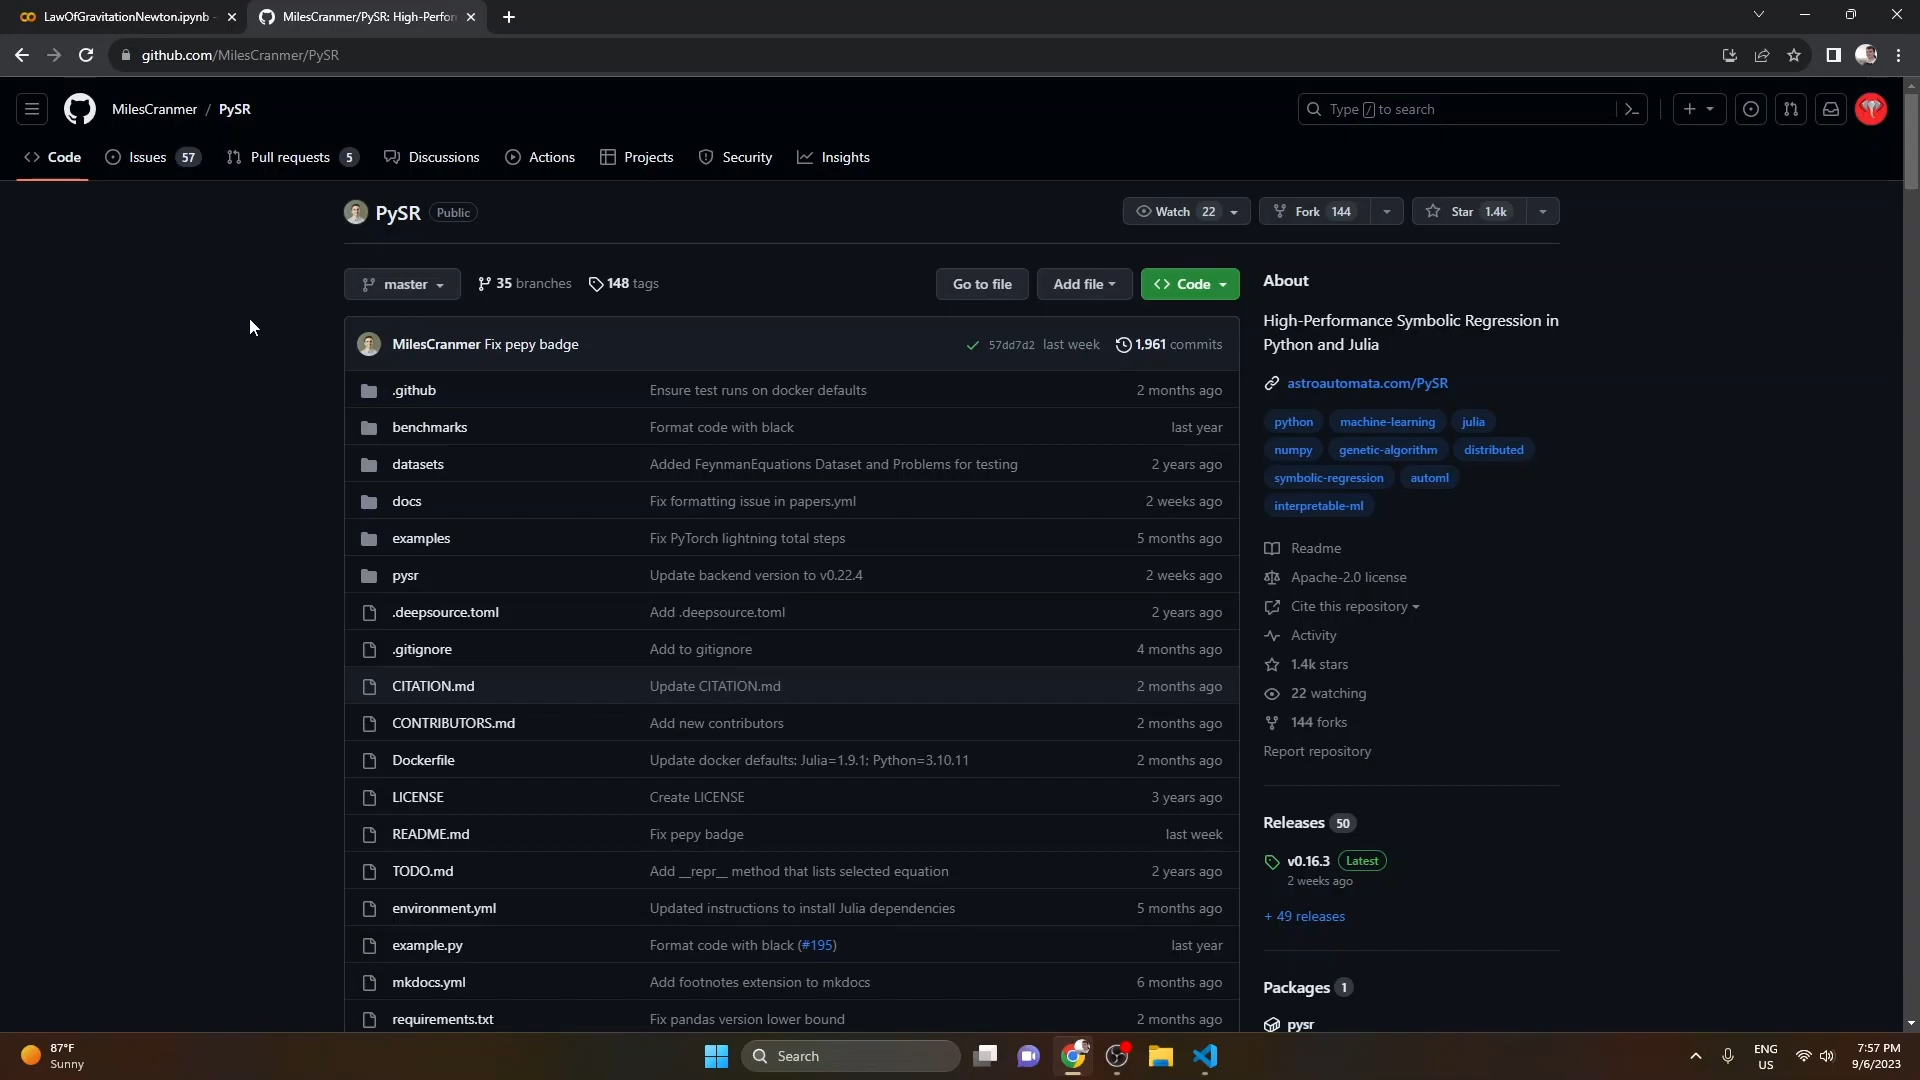 LawOfGravitationNewton.ipynb -
MilesCranmer/PySR: High-Perfor
github.com/MilesCranmer/PySR
MilesCranmer / PySR
Type / to search
Code
Issues 57
Pull requests 5
Discussions
Actions
Projects
Security
Insights
PySR Public
Watch 22
Fork 144
Star 1.4k
master
35 branches
148 tags
Go to file
Add file
Code
MilesCranmer Fix pepy badge
57dd7d2 last week
1,961 commits
.github Ensure test runs on docker defaults 2 months ago
benchmarks Format code with black last year
datasets Added FeynmanEquations Dataset and Problems for testing 2 years ago
docs Fix formatting issue in papers.yml 2 weeks ago
examples Fix PyTorch lightning total steps 5 months ago
pysr Update backend version to v0.22.4 2 weeks ago
.deepsource.toml Add .deepsource.toml 2 years ago
.gitignore Add to gitignore 4 months ago
CITATION.md Update CITATION.md 2 months ago
CONTRIBUTORS.md Add new contributors 2 months ago
Dockerfile Update docker defaults: Julia=1.9.1; Python=3.10.11 2 months ago
LICENSE Create LICENSE 3 years ago
README.md Fix pepy badge last week
TODO.md Add __repr__ method that lists selected equation 2 years ago
environment.yml Updated instructions to install Julia dependencies 5 months ago
example.py Format code with black (#195) last year
mkdocs.yml Add footnotes extension to mkdocs 6 months ago
requirements.txt Fix pandas version lower bound 2 months ago
About
High-Performance Symbolic Regression in
Python and Julia
astroautomata.com/PySR
python machine-learning julia
numpy genetic-algorithm distributed
symbolic-regression automl
interpretable-ml
Readme
Apache-2.0 license
Cite this repository
Activity
1.4k stars
22 watching
144 forks
Report repository
Releases 50
v0.16.3 Latest
2 weeks ago
+ 49 releases
Packages 1
pysr
87°F
Sunny
Search
ENG
US
7:57 PM
9/6/2023